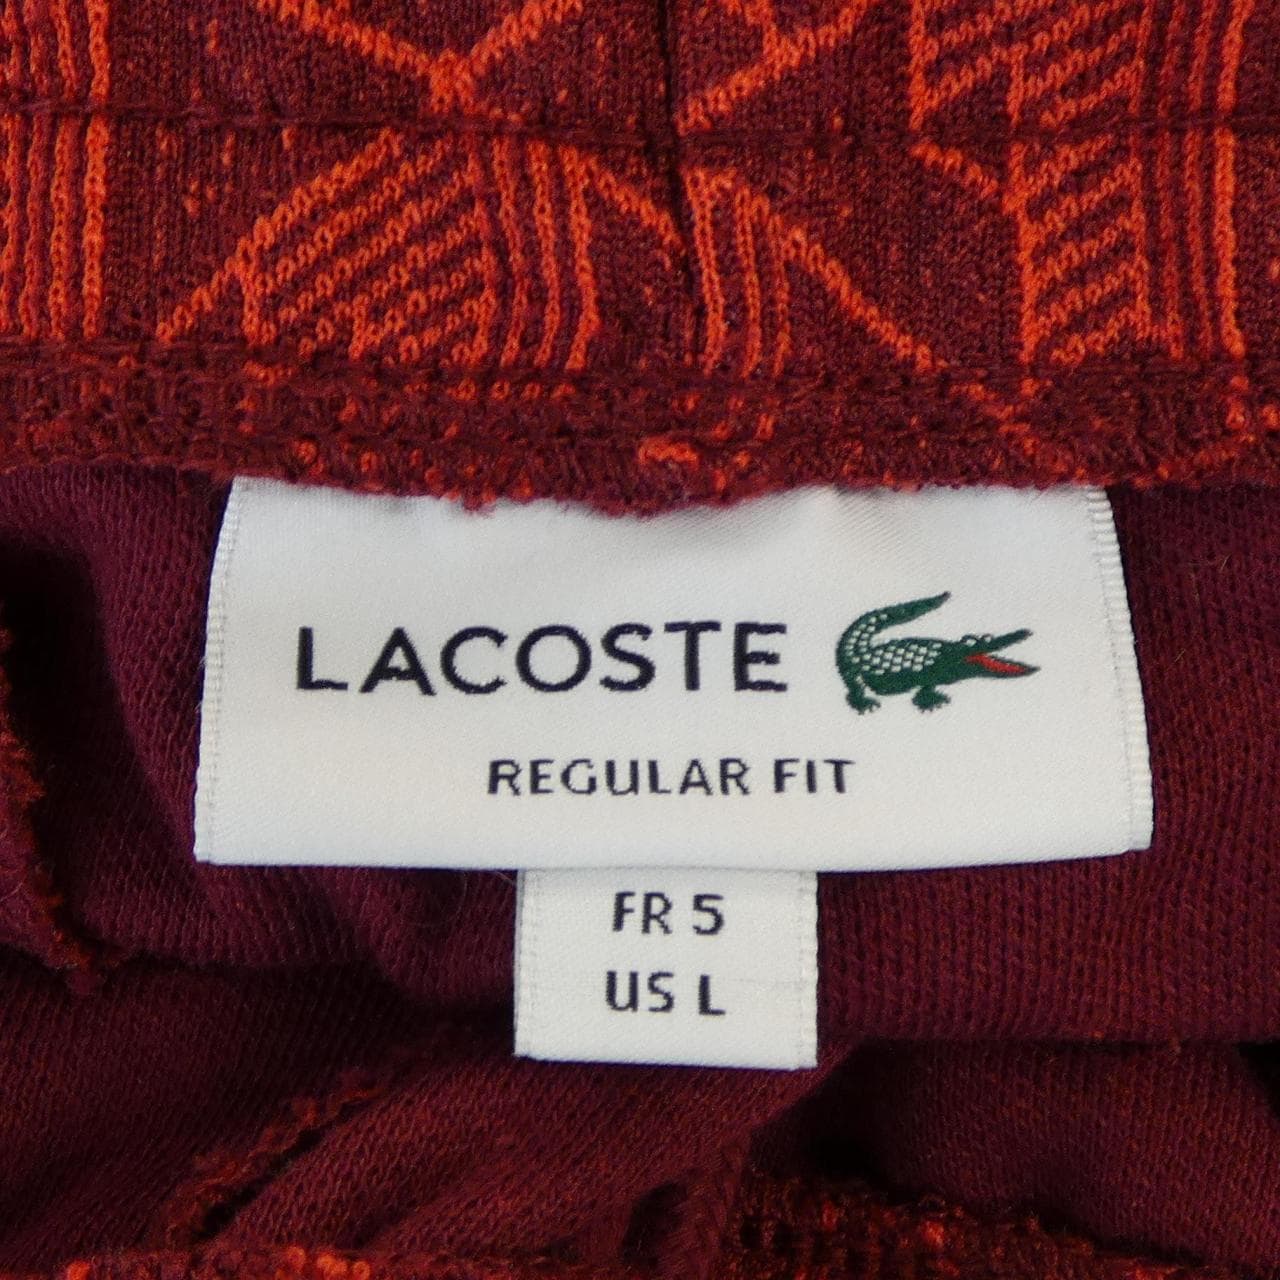 LACOSTE
REGULAR FIT
FR 5
US L